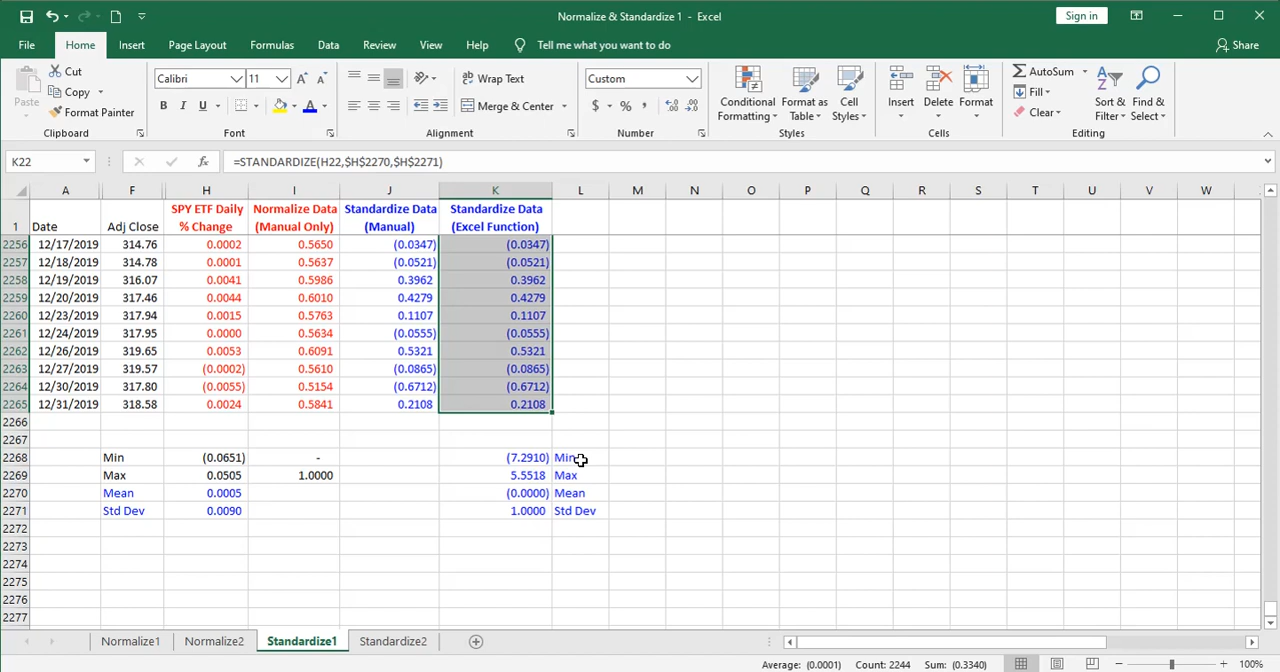 Normalize & Standardize 1 - Excel
Sign in
File Home Insert Page Layout Formulas Data Review View Help Tell me what you want to do Share
Paste
Cut
Copy
Format Painter
Clipboard
Calibri 11
B I U
A
Font
Wrap Text
Merge & Center
Alignment
Custom
$ % ,
Number
Conditional Formatting
Format as Table
Cell Styles
Styles
Insert
Delete
Format
Cells
AutoSum
Fill
Clear
Sort & Filter
Find & Select
Editing
K22 fx =STANDARDIZE(H22,$H$2270,$H$2271)
A F H I J K L M N O P Q R S T U V W
SPY ETF Daily Normalize Data Standardize Data Standardize Data
1 Date Adj Close % Change (Manual Only) (Manual) (Excel Function)
2256 12/17/2019 314.76 0.0002 0.5650 (0.0347) (0.0347)
2257 12/18/2019 314.78 0.0001 0.5637 (0.0521) (0.0521)
2258 12/19/2019 316.07 0.0041 0.5986 0.3962 0.3962
2259 12/20/2019 317.46 0.0044 0.6010 0.4279 0.4279
2260 12/23/2019 317.94 0.0015 0.5763 0.1107 0.1107
2261 12/24/2019 317.95 0.0000 0.5634 (0.0555) (0.0555)
2262 12/26/2019 319.65 0.0053 0.6091 0.5321 0.5321
2263 12/27/2019 319.57 (0.0002) 0.5610 (0.0865) (0.0865)
2264 12/30/2019 317.80 (0.0055) 0.5154 (0.6712) (0.6712)
2265 12/31/2019 318.58 0.0024 0.5841 0.2108 0.2108
2266
2267
2268 Min (0.0651) - (7.2910) Min
2269 Max 0.0505 1.0000 5.5518 Max
2270 Mean 0.0005 (0.0000) Mean
2271 Std Dev 0.0090 1.0000 Std Dev
2272
2273
2274
2275
2276
2277
Normalize1 Normalize2 Standardize1 Standardize2
Average: (0.0001) Count: 2244 Sum: (0.3340) 100%